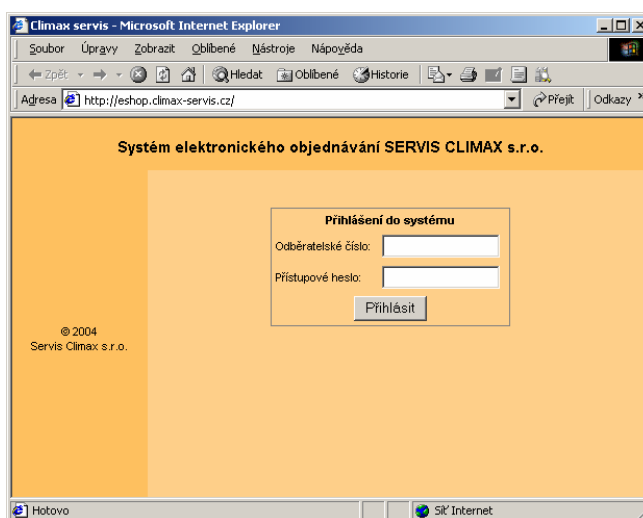 Climax servis - Microsoft Internet Explorer
Soubor Úpravy Zobrazit Oblíbené Nástroje Nápověda
Zpět Hledat Oblíbené Historie
Adresa http://eshop.climax-servis.cz/ Přejít Odkazy »
Systém elektronického objednávání SERVIS CLIMAX s.r.o.
Přihlášení do systému
Odběratelské číslo:
Přístupové heslo:
Přihlásit
© 2004
Servis Climax s.r.o.
Hotovo Síť Internet